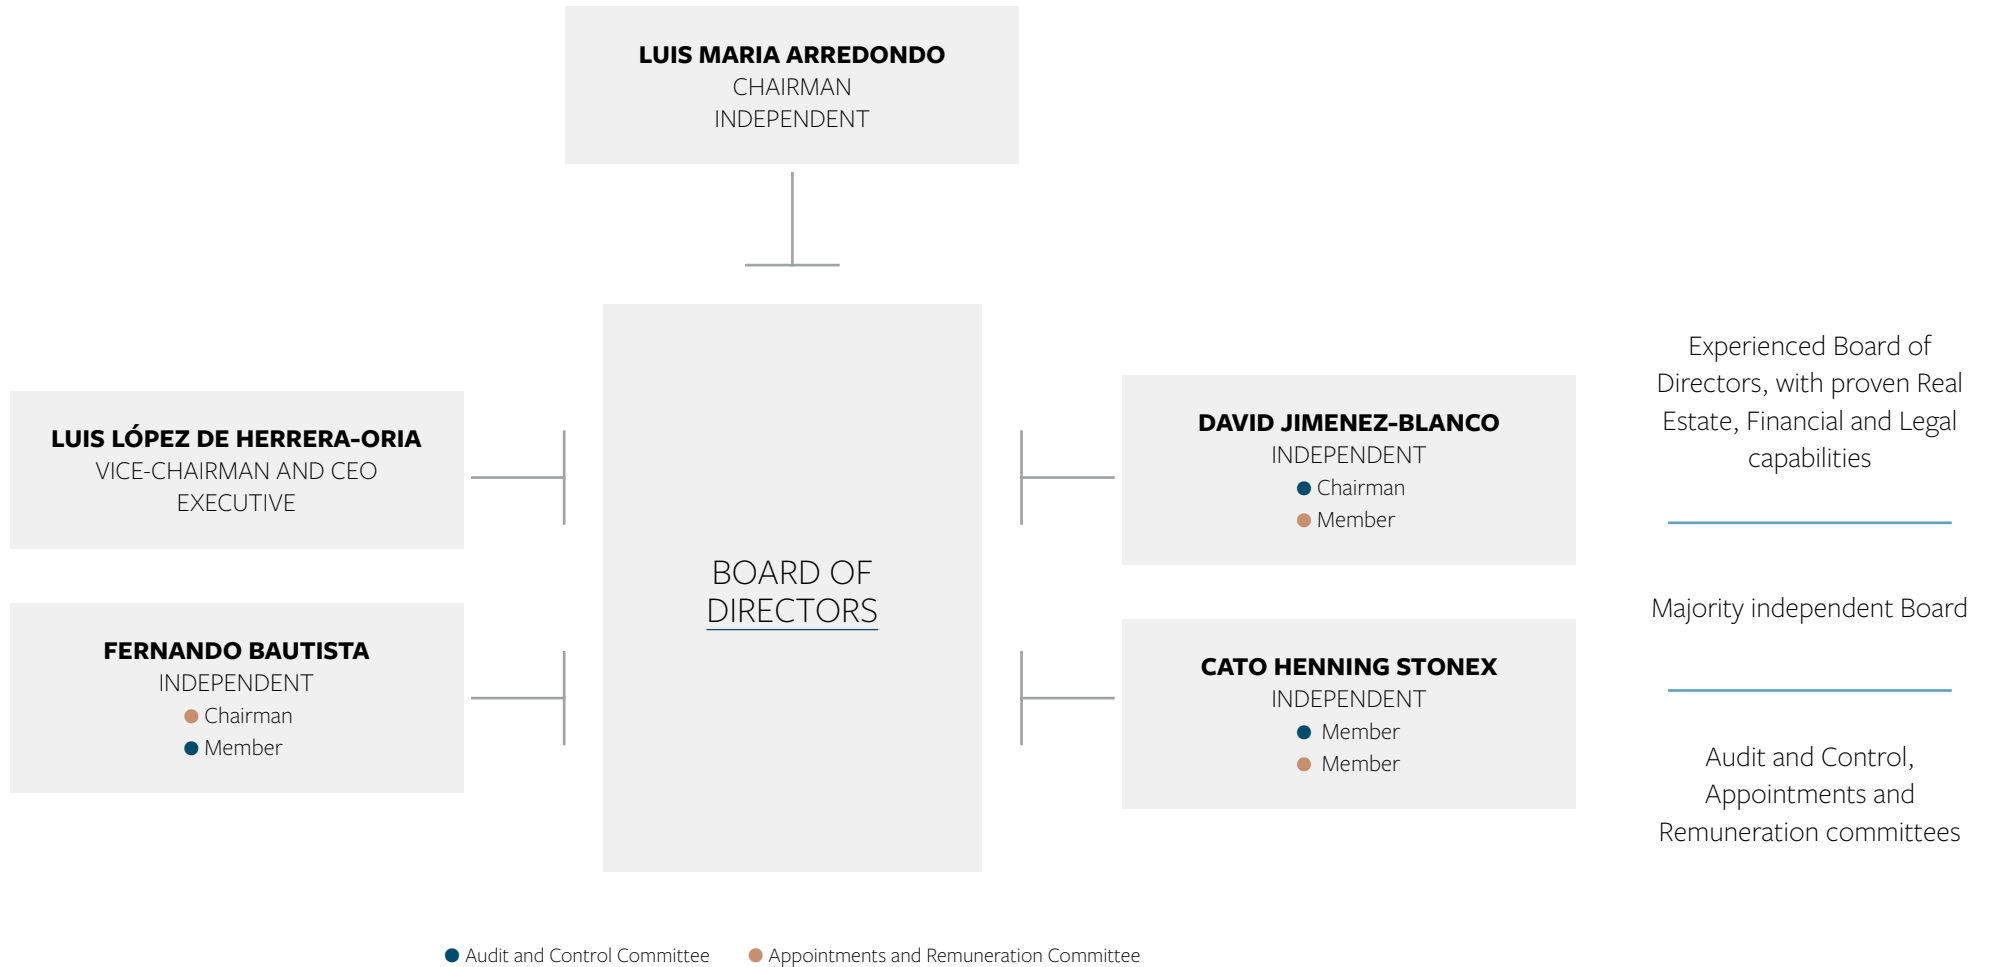 LUIS MARIA ARREDONDO
CHAIRMAN
INDEPENDENT
LUIS LÓPEZ DE HERRERA-ORIA
VICE-CHAIRMAN AND CEO
EXECUTIVE
FERNANDO BAUTISTA
INDEPENDENT
Chairman
Member
BOARD OF
DIRECTORS
DAVID JIMENEZ-BLANCO
INDEPENDENT
Chairman
Member
CATO HENNING STONEX
INDEPENDENT
Member
Member
Experienced Board of
Directors, with proven Real
Estate, Financial and Legal
capabilities
Majority independent Board
Audit and Control,
Appointments and
Remuneration committees
Audit and Control Committee
Appointments and Remuneration Committee